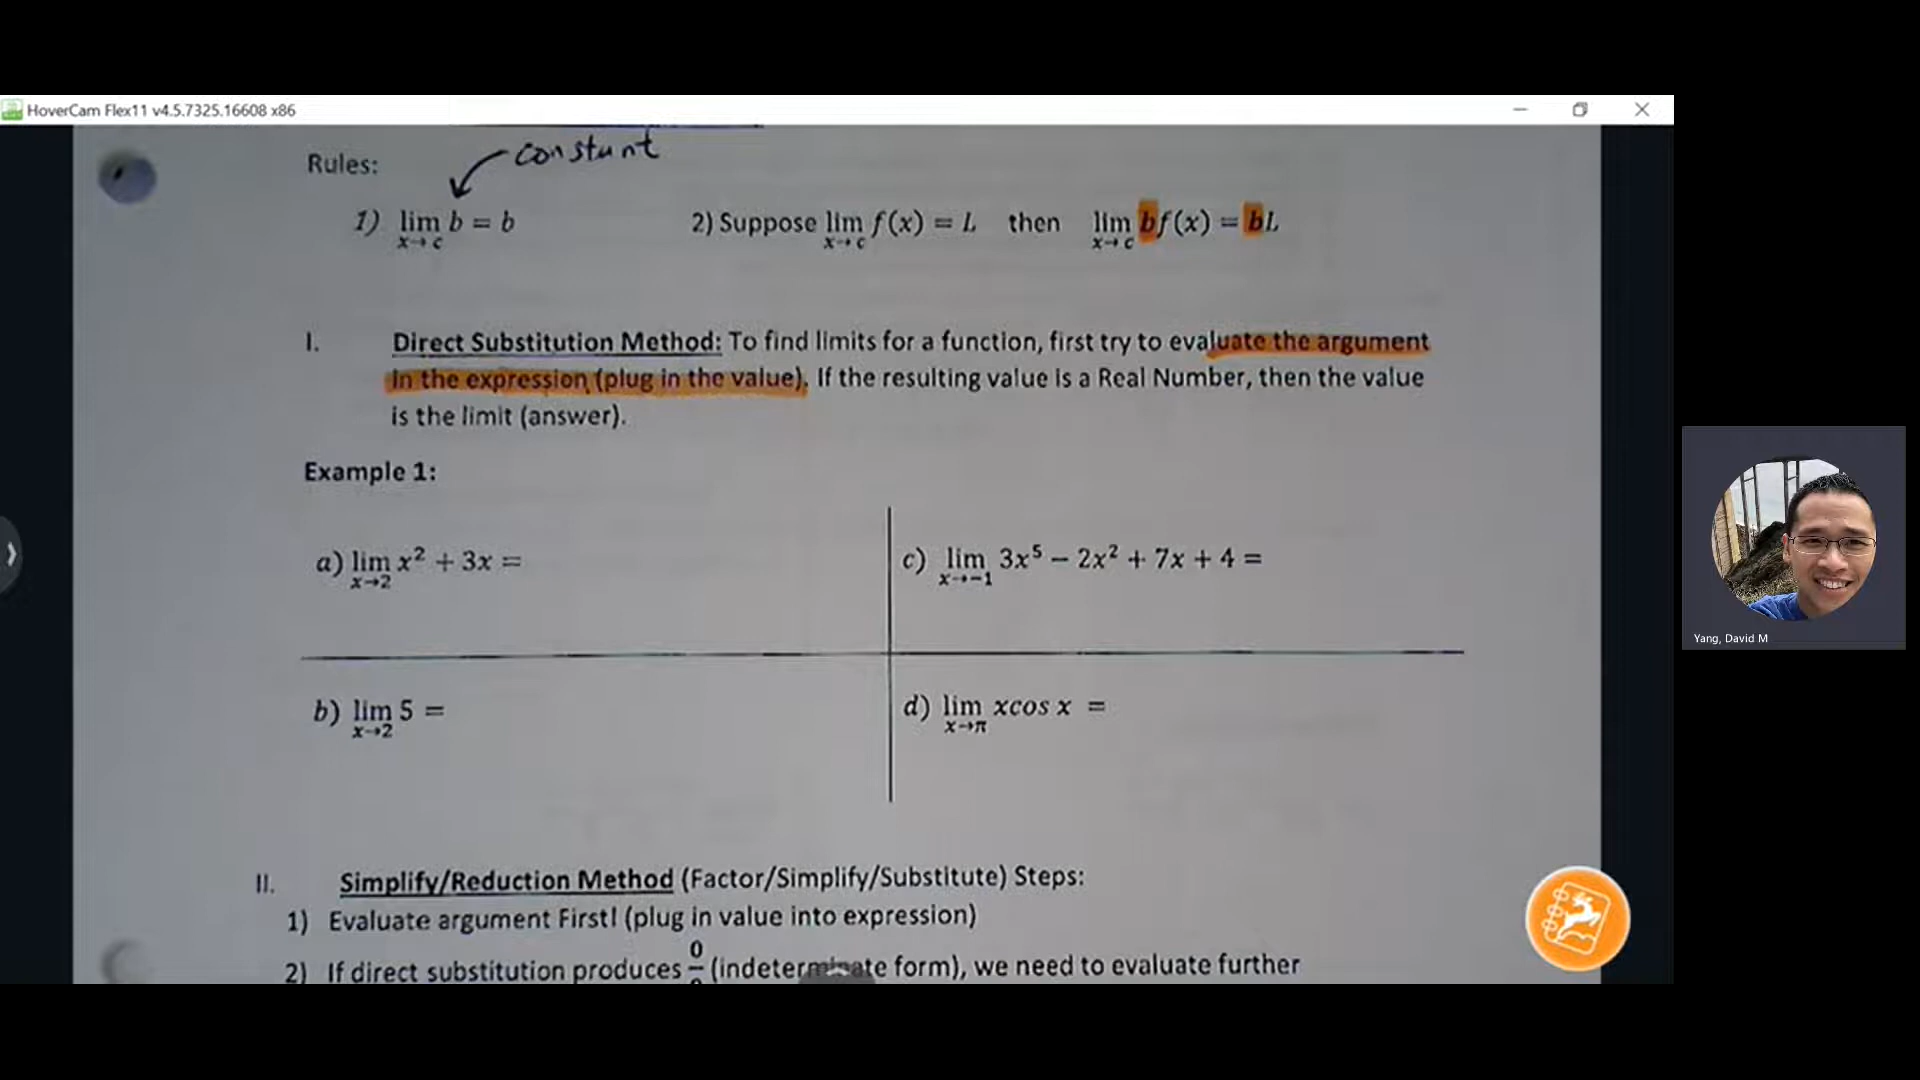 HoverCam Flex11 v4.5.7325.16608 x86
constant
Rules:
1) lim b = b 2) Suppose lim f(x) = L then lim bf(x) = bL
x→c x→c x→c
I. Direct Substitution Method: To find limits for a function, first try to evaluate the argument
in the expression (plug in the value). If the resulting value is a Real Number, then the value
is the limit (answer).
Example 1:
a) lim x² + 3x = c) lim 3x⁵ − 2x² + 7x + 4 =
x→2 x→−1
Yang, David M
b) lim 5 = d) lim xcos x =
x→2 x→π
II. Simplify/Reduction Method (Factor/Simplify/Substitute) Steps:
1) Evaluate argument First! (plug in value into expression)
2) If direct substitution produces 0/0 (indeterminate form), we need to evaluate further